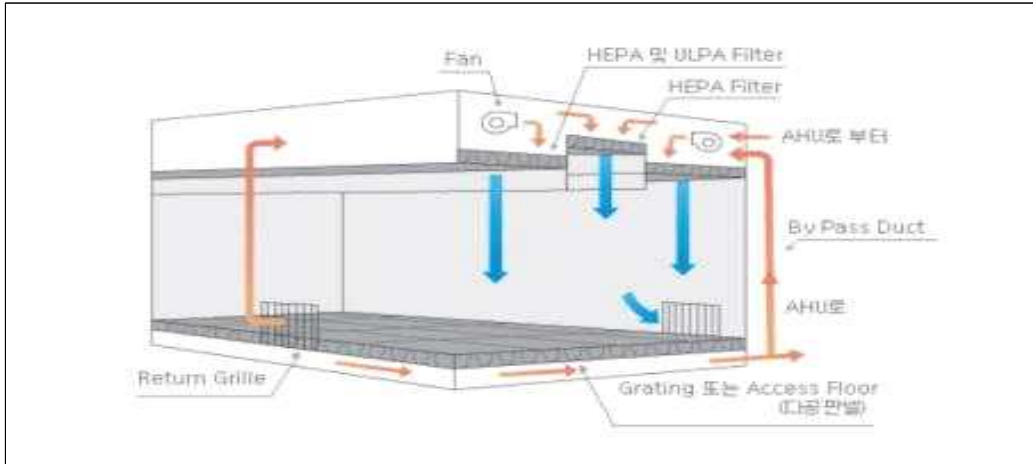 Fan
HEPA 및 ULPA Filter
HEPA Filter
AHU로 부터
By Pass Duct
AHU로
Return Grille
Grating 또는 Access Floor
(다공판넬)